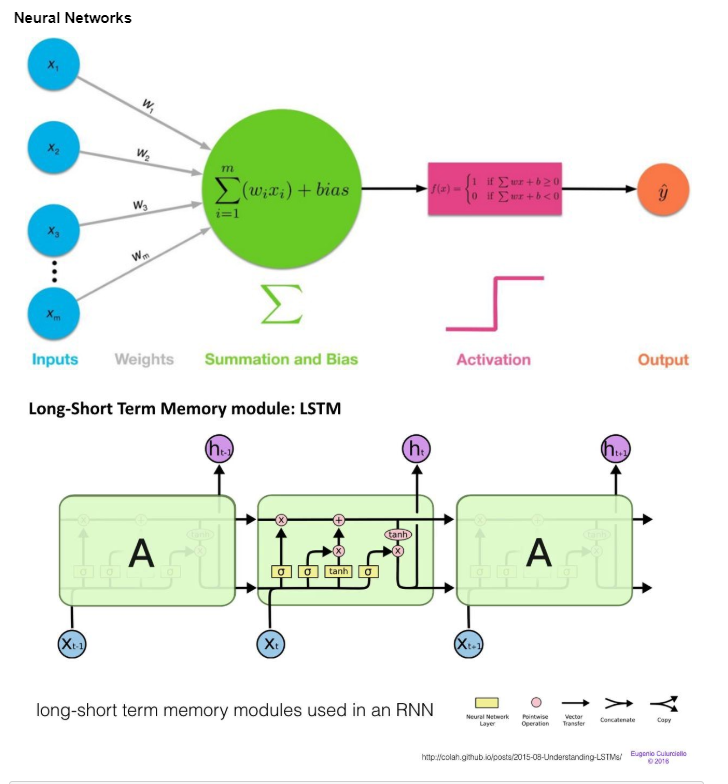 Neural Networks
x₁
x₂
x₃
xₘ
w₁
w₂
w₃
wₘ
m
∑(wᵢxᵢ) + bias
i=1
f(x) = { 1 if ∑wx + b ≥ 0
0 if ∑wx + b < 0
ŷ
∑
Inputs Weights Summation and Bias Activation Output
Long-Short Term Memory module: LSTM
hₜ₋₁ hₜ hₜ₊₁
x + tanh
A x x A
σ σ tanh σ
Xₜ₋₁ Xₜ Xₜ₊₁
long-short term memory modules used in an RNN
Neural Network Layer
Pointwise Operation
Vector Transfer
Concatenate
Copy
http://colah.github.io/posts/2015-08-Understanding-LSTMs/
Eugenio Culurciello
© 2016